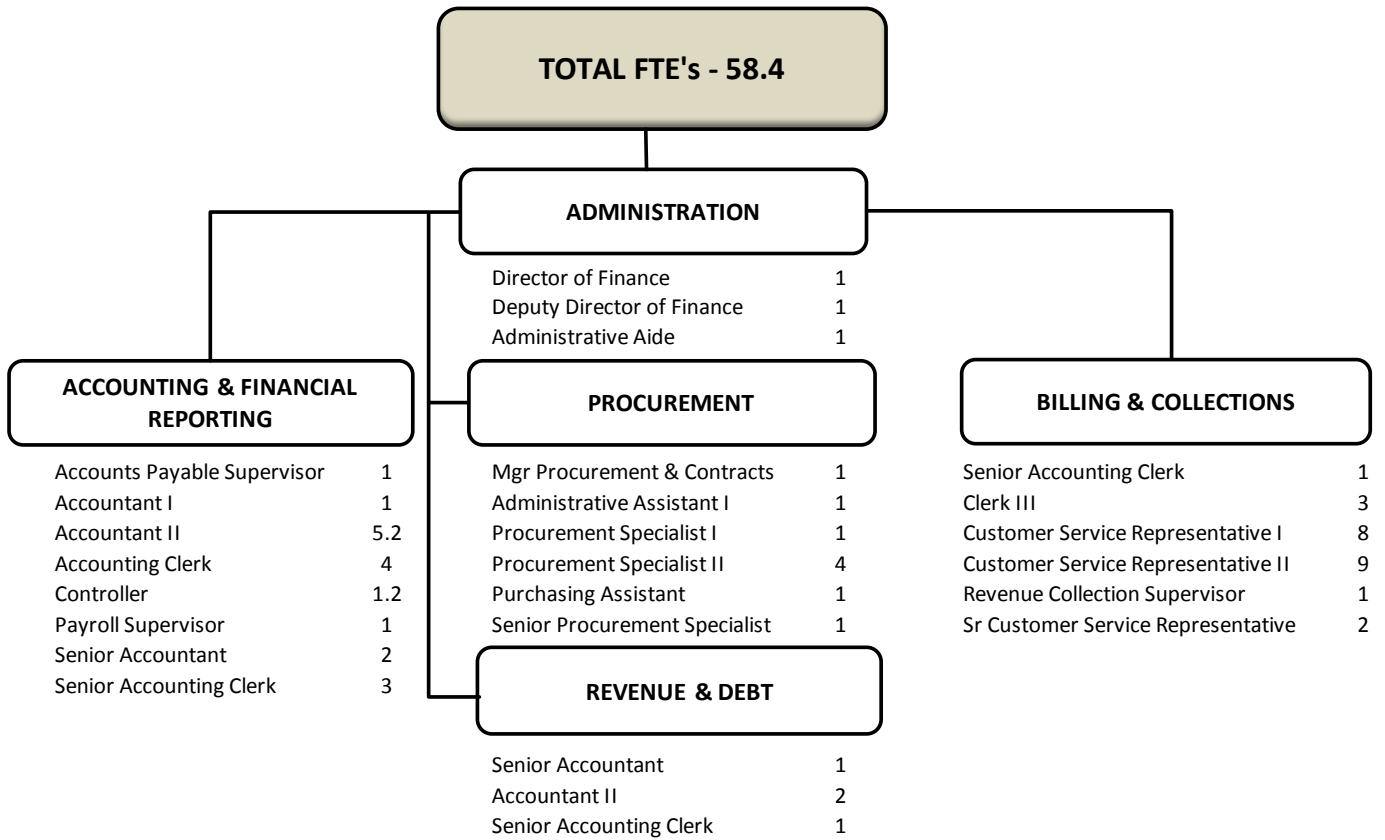 TOTAL FTE's - 58.4
ADMINISTRATION
Director of Finance 1
Deputy Director of Finance 1
Administrative Aide 1
ACCOUNTING & FINANCIAL
REPORTING
Accounts Payable Supervisor 1
Accountant I 1
Accountant II 5.2
Accounting Clerk 4
Controller 1.2
Payroll Supervisor 1
Senior Accountant 2
Senior Accounting Clerk 3
PROCUREMENT
Mgr Procurement & Contracts 1
Administrative Assistant I 1
Procurement Specialist I 1
Procurement Specialist II 4
Purchasing Assistant 1
Senior Procurement Specialist 1
REVENUE & DEBT
Senior Accountant 1
Accountant II 2
Senior Accounting Clerk 1
BILLING & COLLECTIONS
Senior Accounting Clerk 1
Clerk III 3
Customer Service Representative I 8
Customer Service Representative II 9
Revenue Collection Supervisor 1
Sr Customer Service Representative 2